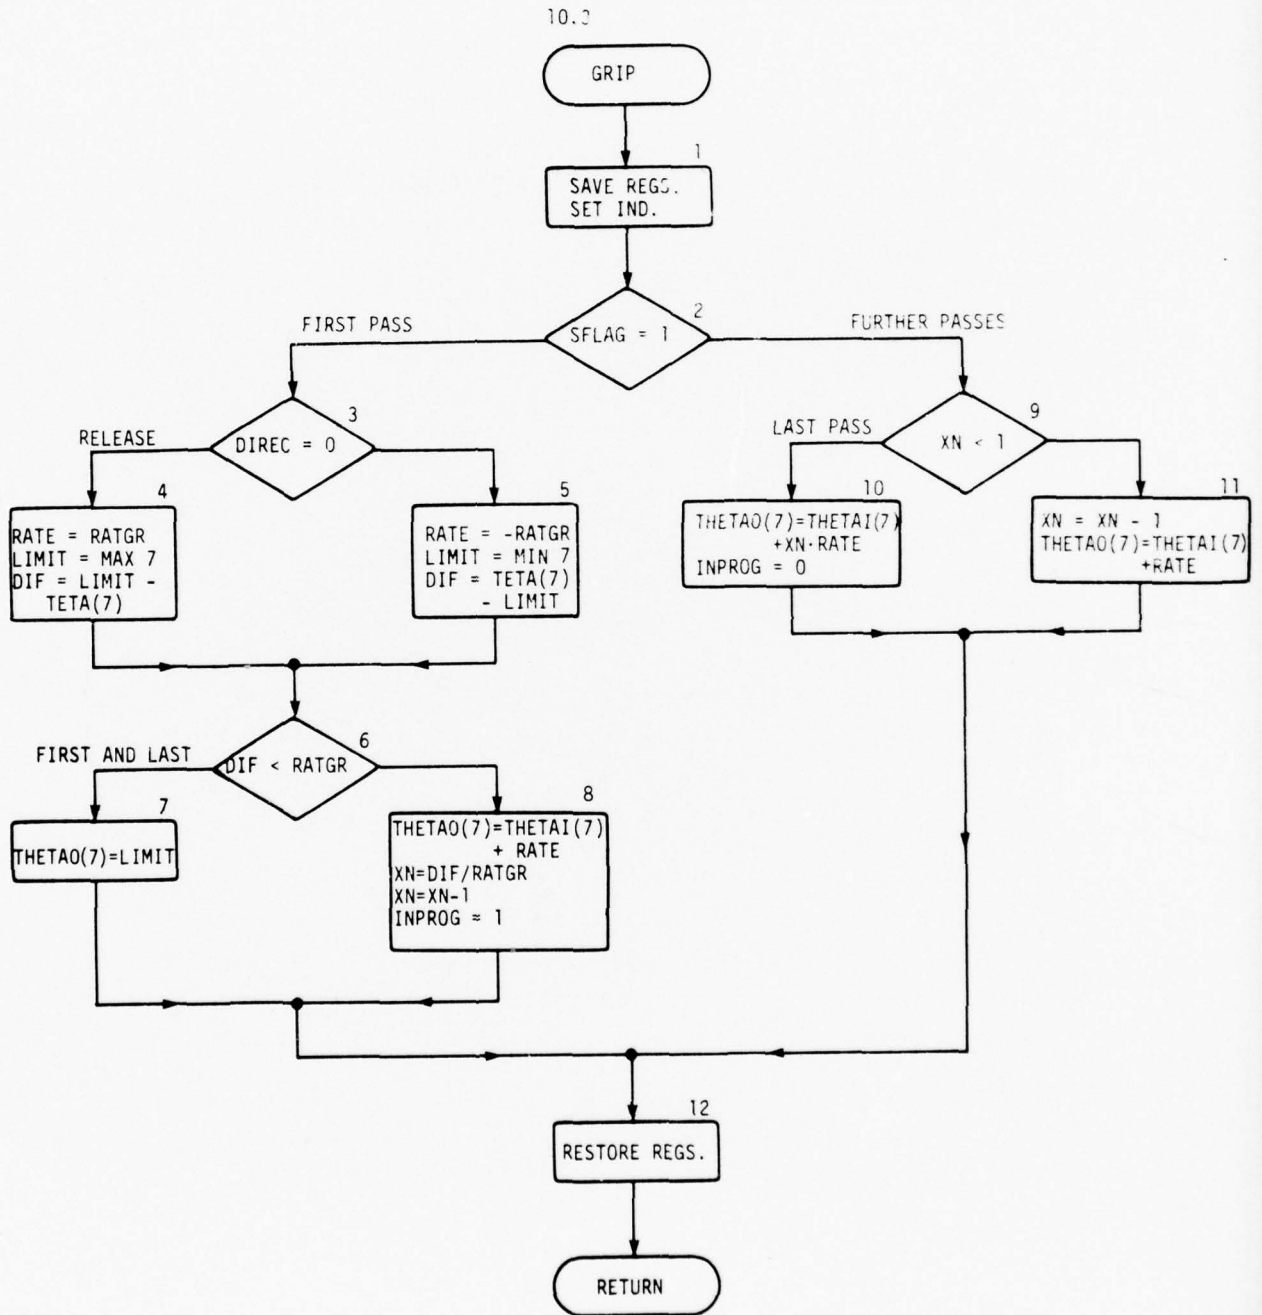 GRIP
1
SAVE REGS.
SET IND.
2
SFLAG = 1
FIRST PASS
FURTHER PASSES
3
DIREC = 0
RELEASE
9
XN < 1
LAST PASS
4
RATE = RATGR
LIMIT = MAX 7
DIF = LIMIT -
TETA(7)
5
RATE = -RATGR
LIMIT = MIN 7
DIF = TETA(7)
- LIMIT
10
THETAO(7)=THETAI(7)
+XN·RATE
INPROG = 0
11
XN = XN - 1
THETAO(7)=THETAI(7)
+RATE
6
DIF < RATGR
FIRST AND LAST
7
THETAO(7)=LIMIT
8
THETAO(7)=THETAI(7)
+ RATE
XN=DIF/RATGR
XN=XN-1
INPROG = 1
12
RESTORE REGS.
RETURN